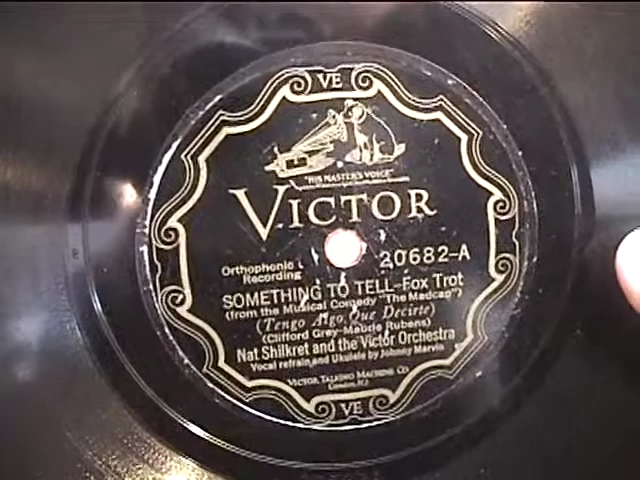 VE
"HIS MASTER'S VOICE"
VICTOR
Orthophonic
Recording
20682-A
SOMETHING TO TELL-Fox Trot
(from the Musical Comedy "The Madcap")
(Tengo Algo Que Decirte)
(Clifford Grey-Maurie Rubens)
Nat Shilkret and the Victor Orchestra
Vocal refrain and Ukulele by Johnny Marvin
VICTOR TALKING MACHINE CO.
Camden, N.J.
VE